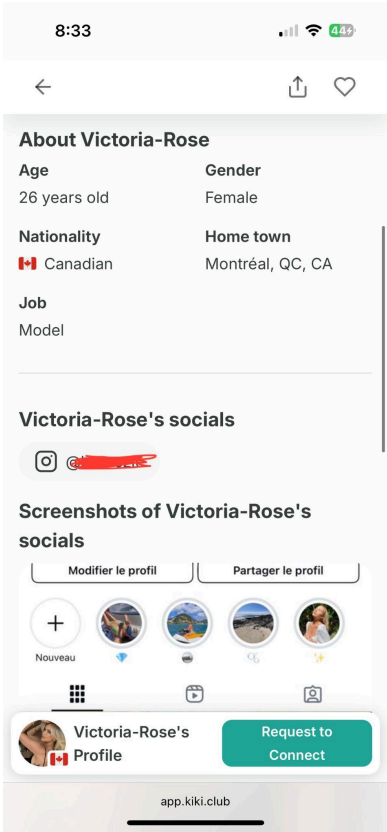 8:33
44
About Victoria-Rose
Age Gender
26 years old Female
Nationality Home town
Canadian Montréal, QC, CA
Job
Model
Victoria-Rose's socials
@
Screenshots of Victoria-Rose's
socials
Modifier le profil Partager le profil
Nouveau
Victoria-Rose's
Profile
Request to
Connect
app.kiki.club